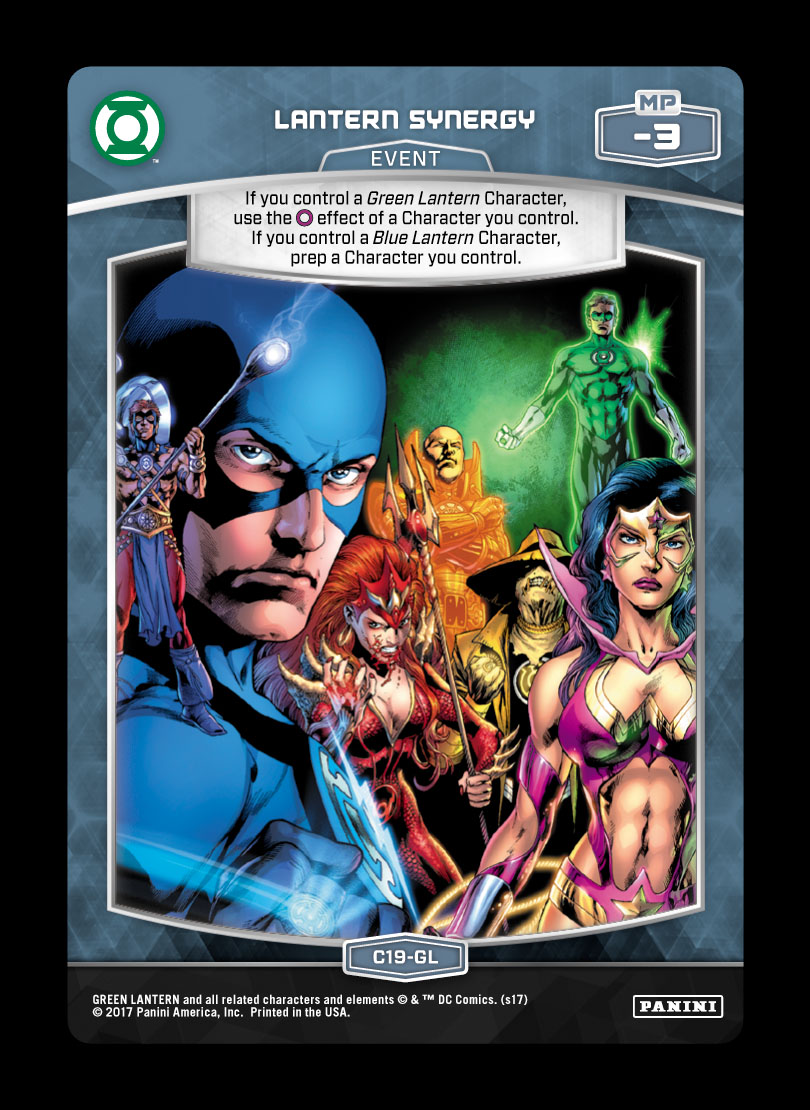 LANTERN SYNERGY
MP
-3
EVENT
If you control a Green Lantern Character,
use the effect of a Character you control.
If you control a Blue Lantern Character,
prep a Character you control.
C19-GL
GREEN LANTERN and all related characters and elements © & ™ DC Comics. (s17)
© 2017 Panini America, Inc. Printed in the USA.
PANINI
™